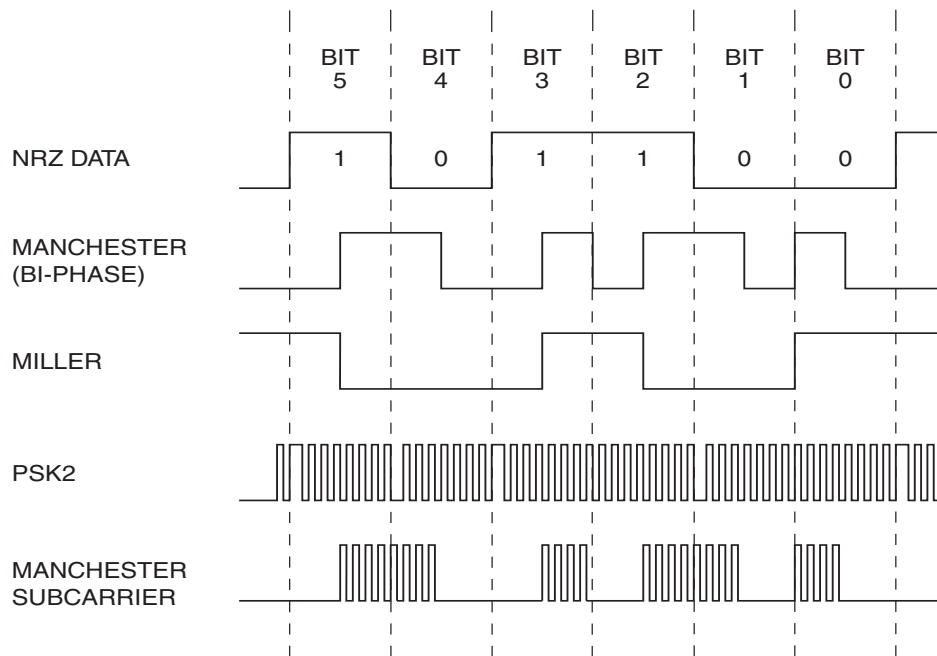 BIT BIT BIT BIT BIT BIT
5 4 3 2 1 0
NRZ DATA 1 0 1 1 0 0
MANCHESTER
(BI-PHASE)
MILLER
PSK2
MANCHESTER
SUBCARRIER